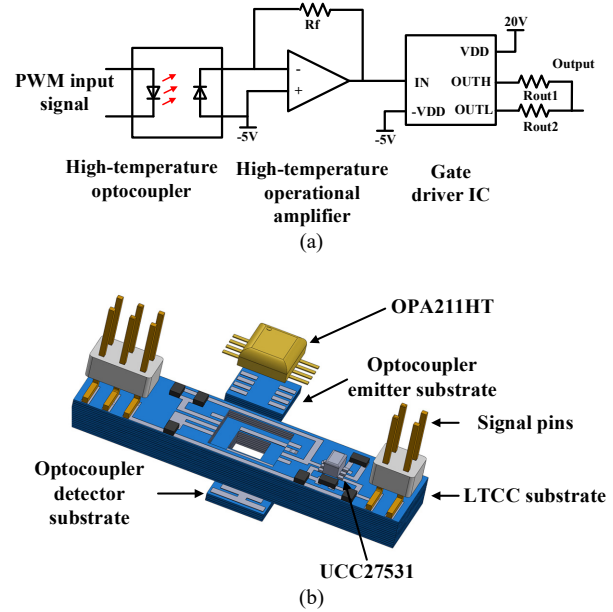 Rf
20V
VDD
PWM input
signal
-
+
IN
OUTH
Output
Rout1
-5V
-5V
-VDD
OUTL
Rout2
High-temperature
optocoupler
High-temperature
operational
amplifier
Gate
driver IC
(a)
OPA211HT
Optocoupler
emitter substrate
Signal pins
Optocoupler
detector
substrate
LTCC substrate
UCC27531
(b)